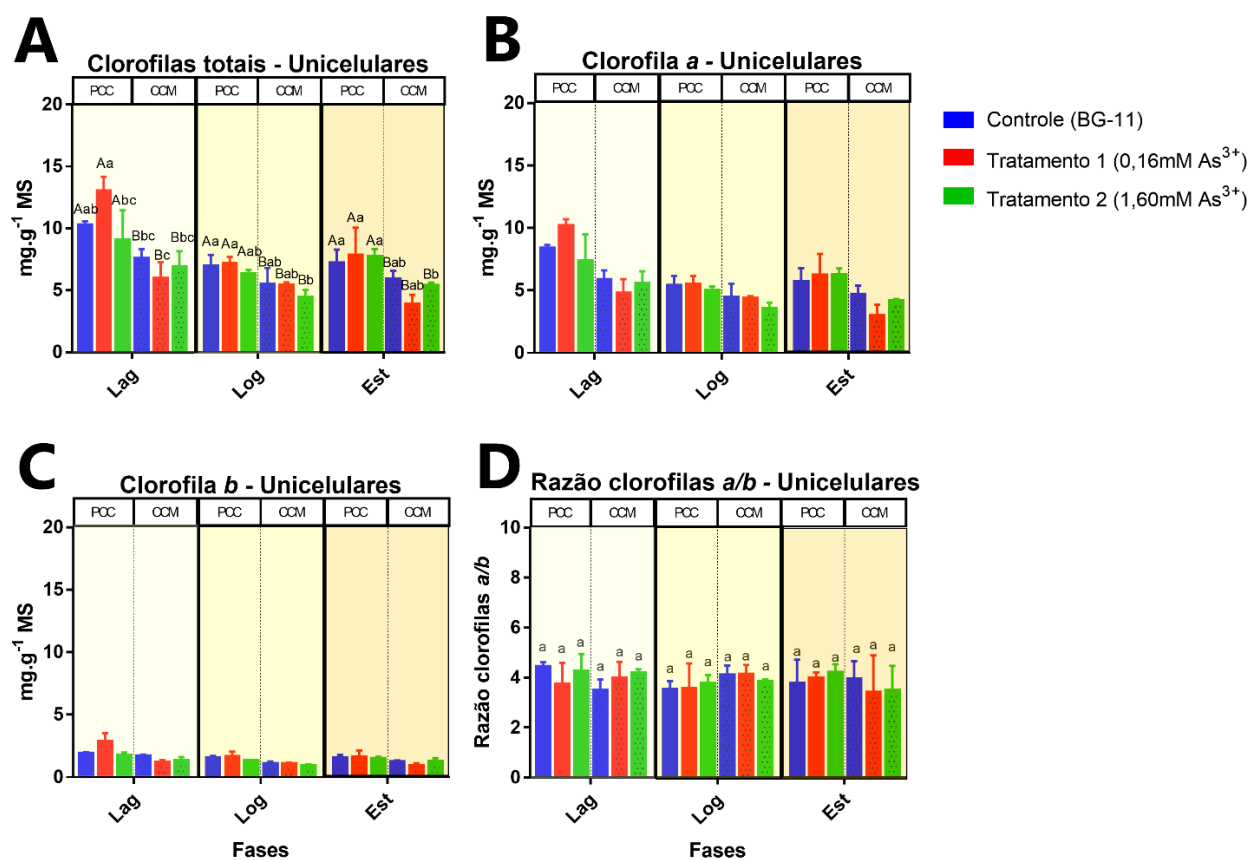 A
Clorofilas totais - Unicelulares
PCC CCM PCC CCM PCC CCM
20
15
10
5
0
mg.g⁻¹ MS
Aab Aa Abc Bbc Bc Bbc
Aa Aa Aab Bab Bab Bb
Aa Aa Aa Bab Bab Bb
Lag Log Est
B
Clorofila a - Unicelulares
PCC CCM PCC CCM PCC CCM
20
15
10
5
0
mg.g⁻¹ MS
Lag Log Est
Controle (BG-11)
Tratamento 1 (0,16mM As³⁺)
Tratamento 2 (1,60mM As³⁺)
C
Clorofila b - Unicelulares
PCC CCM PCC CCM PCC CCM
20
15
10
5
0
mg.g⁻¹ MS
Lag Log Est
Fases
D
Razão clorofilas a/b - Unicelulares
PCC CCM PCC CCM PCC CCM
10
8
6
4
2
0
Razão clorofilas a/b
a a a a a a
a a a a a a
a a a a a a
Lag Log Est
Fases